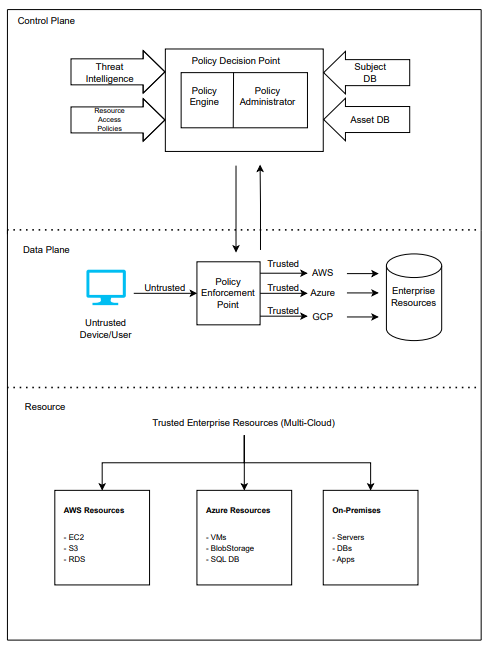 Control Plane
Threat
Intelligence
Resource
Access
Policies
Policy Decision Point
Policy
Engine
Policy
Administrator
Subject
DB
Asset DB
Data Plane
Untrusted
Device/User
Untrusted
Policy
Enforcement
Point
Trusted
AWS
Trusted
Azure
Trusted
GCP
Enterprise
Resources
Resource
Trusted Enterprise Resources (Multi-Cloud)
AWS Resources
- EC2
- S3
- RDS
Azure Resources
- VMs
- BlobStorage
- SQL DB
On-Premises
- Servers
- DBs
- Apps